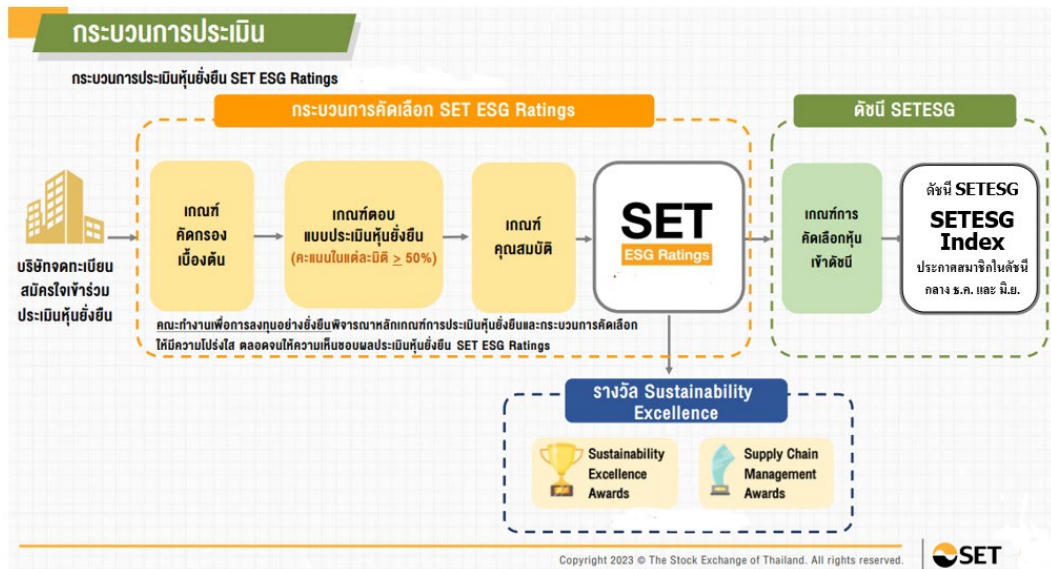 กระบวนการประเมิน
กระบวนการประเมินหุ้นยั่งยืน SET ESG Ratings
กระบวนการคัดเลือก SET ESG Ratings
ดัชนี SETESG
บริษัทจดทะเบียน
สมัครใจเข้าร่วม
ประเมินหุ้นยั่งยืน
เกณฑ์
คัดกรอง
เบื้องต้น
เกณฑ์ตอบ
แบบประเมินหุ้นยั่งยืน
(คะแนนในแต่ละมิติ ≥ 50%)
เกณฑ์
คุณสมบัติ
SET
ESG Ratings
เกณฑ์การ
คัดเลือกหุ้น
เข้าดัชนี
ดัชนี SETESG
SETESG
Index
ประกาศสมาชิกในดัชนี
กลาง ธ.ค. และ มิ.ย.
คณะทำงานเพื่อการลงทุนอย่างยั่งยืนพิจารณาหลักเกณฑ์การประเมินหุ้นยั่งยืนและกระบวนการคัดเลือก
ให้มีความโปร่งใส ตลอดจนให้ความเห็นชอบผลประเมินหุ้นยั่งยืน SET ESG Ratings
รางวัล Sustainability
Excellence
Sustainability
Excellence
Awards
Supply Chain
Management
Awards
Copyright 2023 © The Stock Exchange of Thailand. All rights reserved.
SET